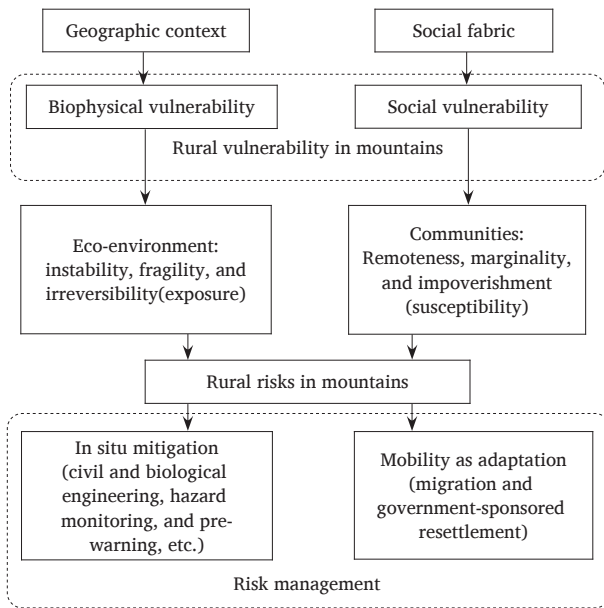 Geographic context
Social fabric
Biophysical vulnerability
Social vulnerability
Rural vulnerability in mountains
Eco-environment:
instability, fragility, and
irreversibility(exposure)
Communities:
Remoteness, marginality,
and impoverishment
(susceptibility)
Rural risks in mountains
In situ mitigation
(civil and biological
engineering, hazard
monitoring, and pre-
warning, etc.)
Mobility as adaptation
(migration and
government-sponsored
resettlement)
Risk management